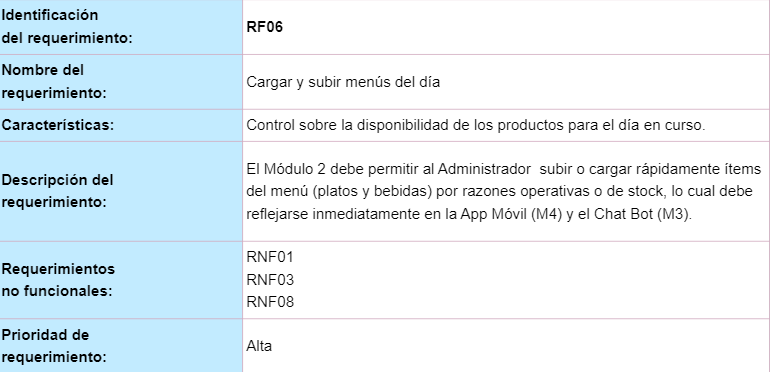 Identificación
del requerimiento:
RF06
Nombre del
requerimiento:
Cargar y subir menús del día
Características:
Control sobre la disponibilidad de los productos para el día en curso.
Descripción del
requerimiento:
El Módulo 2 debe permitir al Administrador  subir o cargar rápidamente ítems
del menú (platos y bebidas) por razones operativas o de stock, lo cual debe
reflejarse inmediatamente en la App Móvil (M4) y el Chat Bot (M3).
Requerimientos
no funcionales:
RNF01
RNF03
RNF08
Prioridad de
requerimiento:
Alta